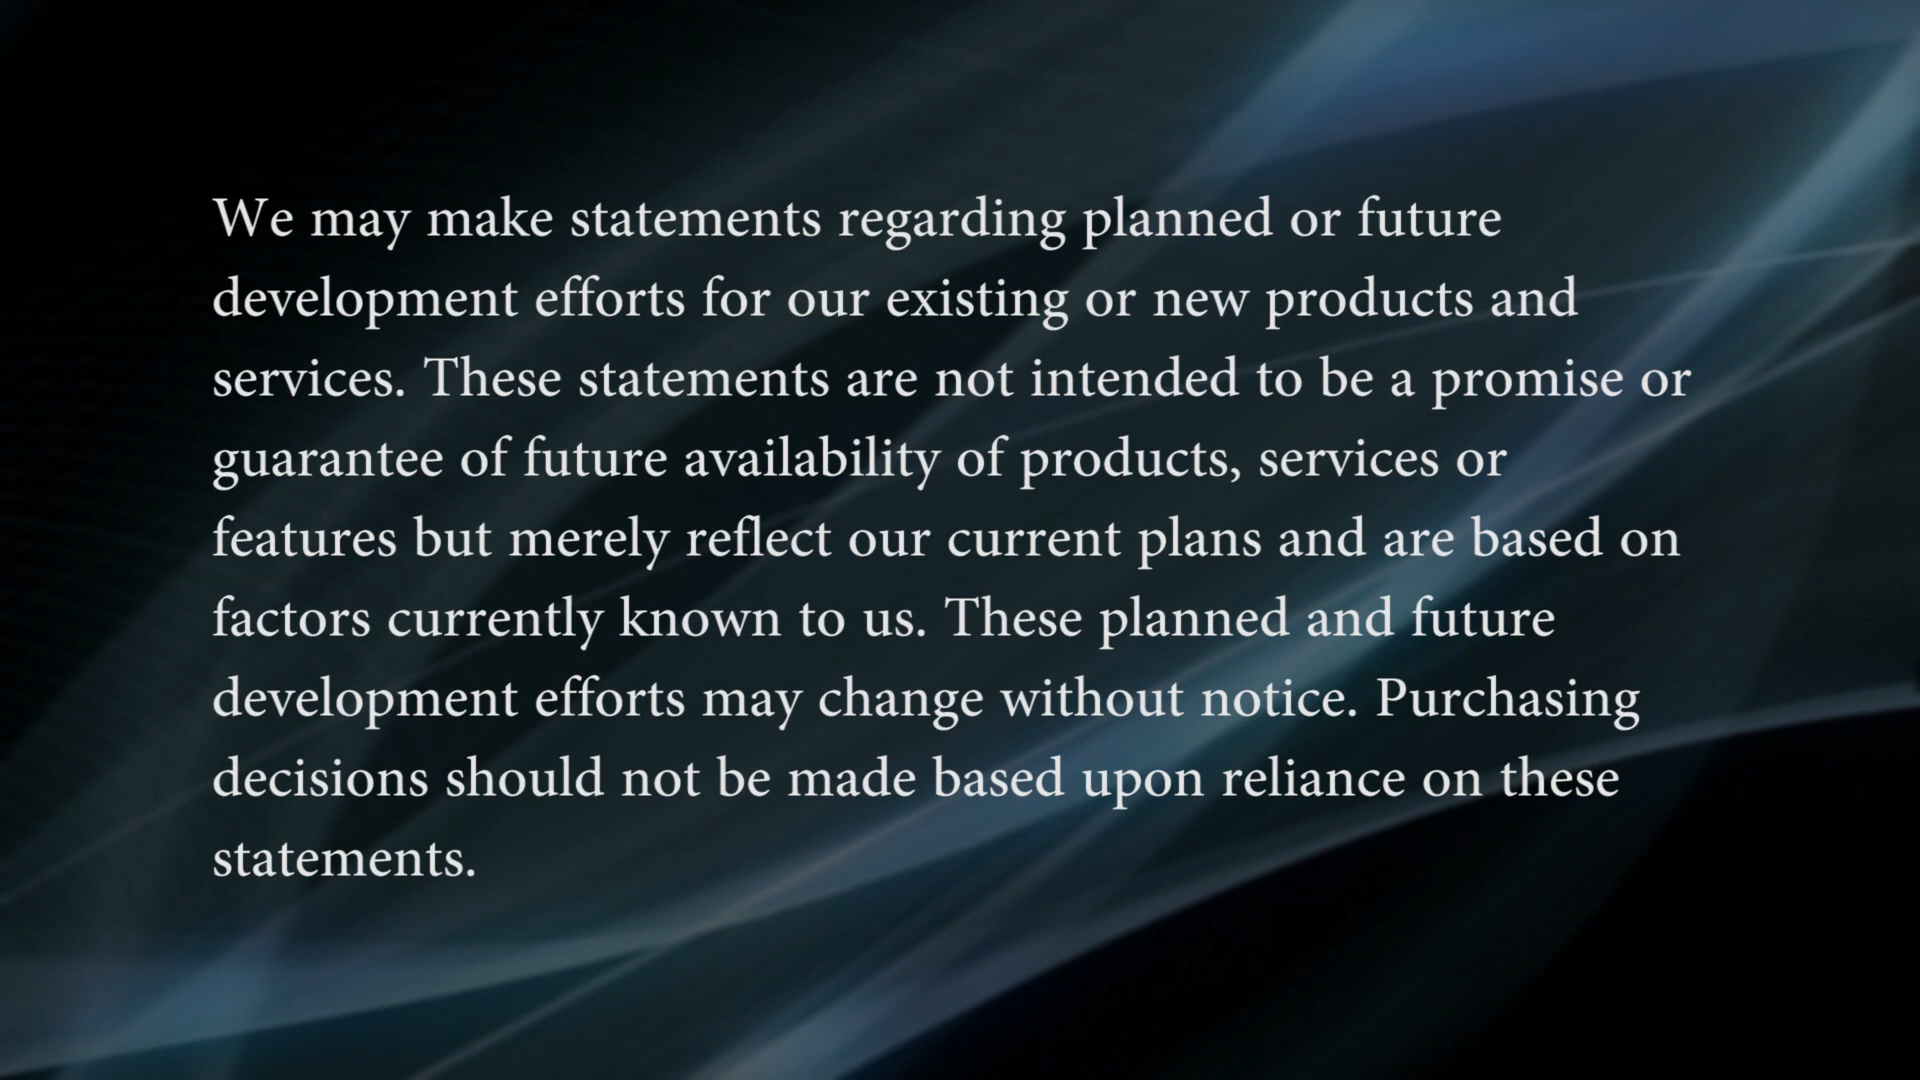 We may make statements regarding planned or future
development efforts for our existing or new products and
services. These statements are not intended to be a promise or
guarantee of future availability of products, services or
features but merely reflect our current plans and are based on
factors currently known to us. These planned and future
development efforts may change without notice. Purchasing
decisions should not be made based upon reliance on these
statements.